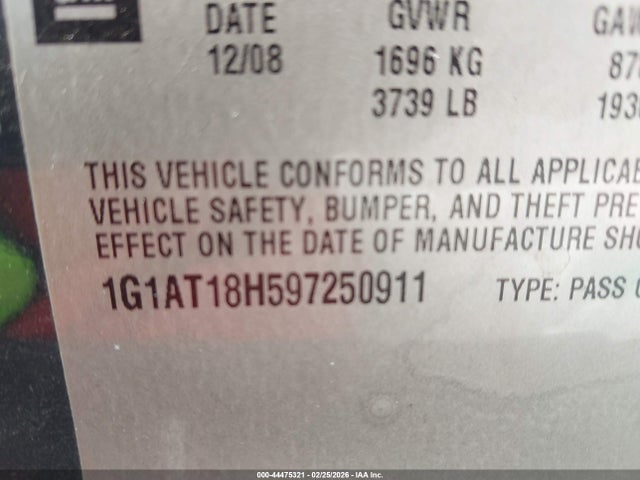 DATE GVWR
12/08 1696 KG
3739 LB
THIS VEHICLE CONFORMS TO ALL
VEHICLE SAFETY, BUMPER, AND THEFT
EFFECT ON THE DATE OF MANUFACTURE
1G1AT18H597250911 TYPE: PASS
000-44475321 - 02/25/2026 - IAA Inc.